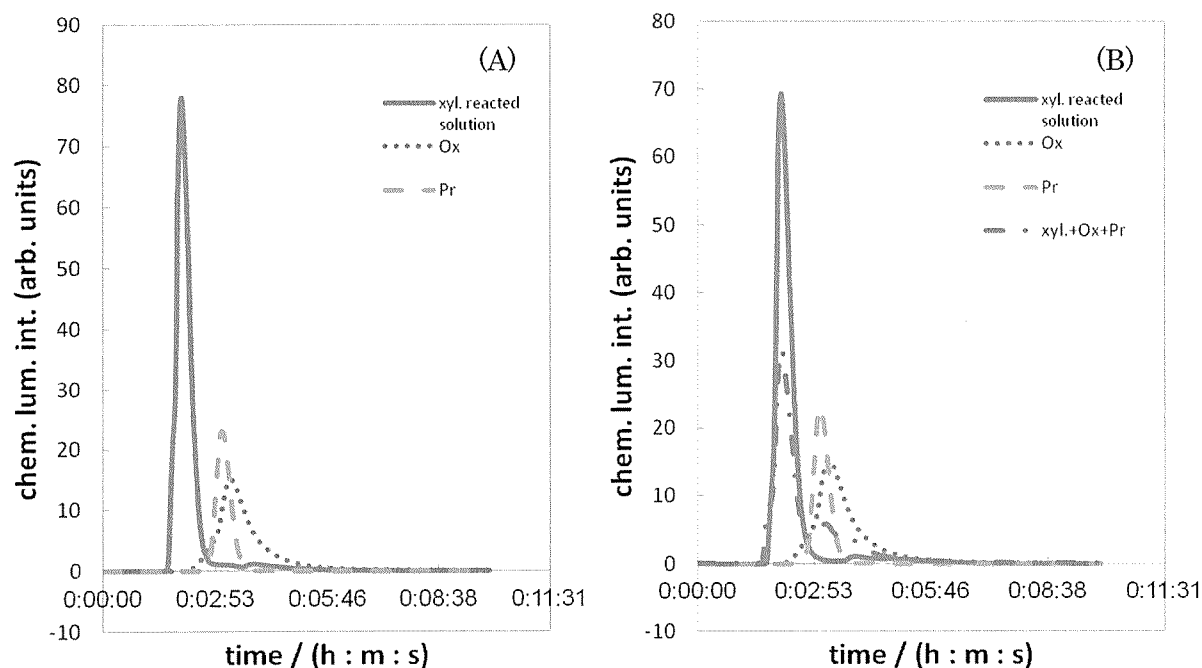 90
(A)
80
xyl. reacted
solution
70
Ox
60
Pr
50
40
30
20
10
0
0:00:00 0:02:53 0:05:46 0:08:38 0:11:31
-10
chem. lum. int. (arb. units)
time / (h : m : s)
80
(B)
70
xyl. reacted
solution
60
Ox
Pr
50
xyl.+Ox+Pr
40
30
20
10
0
0:00:00 0:02:53 0:05:46 0:08:38 0:11:31
-10
chem. lum. int. (arb. units)
time / (h : m : s)